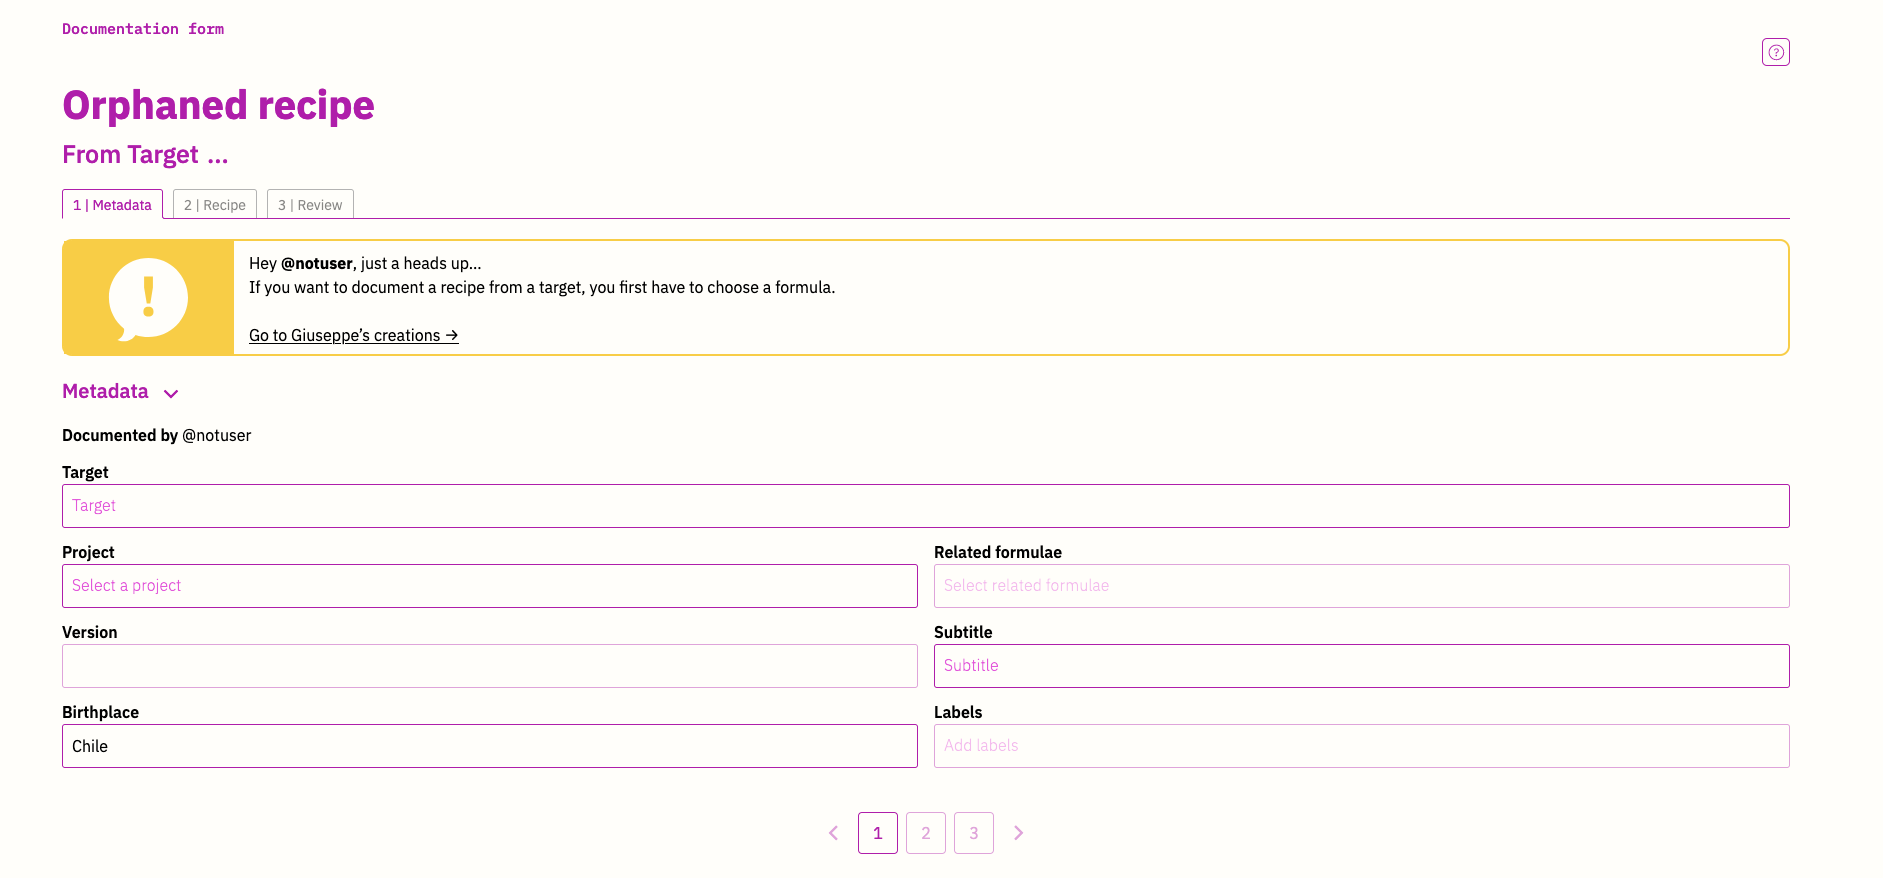 Documentation form
?
Orphaned recipe
From Target ...
1 | Metadata
2 | Recipe
3 | Review
!
Hey @notuser, just a heads up...
If you want to document a recipe from a target, you first have to choose a formula.
Go to Giuseppe’s creations →
Metadata
Documented by @notuser
Target
Target
Project
Related formulae
Select a project
Select related formulae
Version
Subtitle
Subtitle
Birthplace
Labels
Chile
Add labels
1
2
3